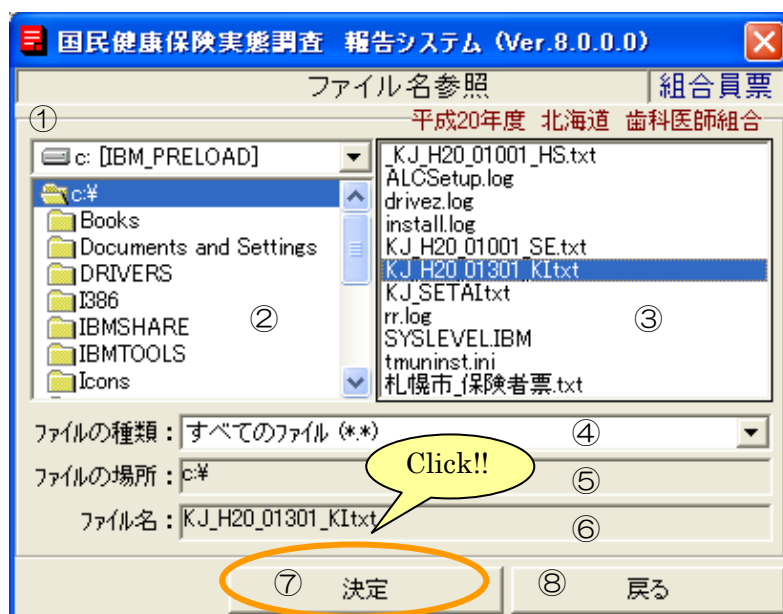 国民健康保険実態調査 報告システム (Ver.8.0.0.0)
ファイル名参照
組合員票
①
平成20年度 北海道 歯科医師組合
c: [IBM_PRELOAD]
c:¥
Books
Documents and Settings
DRIVERS
I386
IBMSHARE
IBMTOOLS
Icons
②
_KJ_H20_01001_HS.txt
ALCSetup.log
drivez.log
install.log
KJ_H20_01001_SE.txt
KJ_H20_01301_KI.txt
KJ_SETAI.txt
rr.log
SYSLEVEL.IBM
tmuninst.ini
札幌市_保険者票.txt
③
ファイルの種類：すべてのファイル (*.*) ④
ファイルの場所：c:¥ ⑤
ファイル名：KJ_H20_01301_KI.txt ⑥
Click!!
⑦ 決定
⑧ 戻る